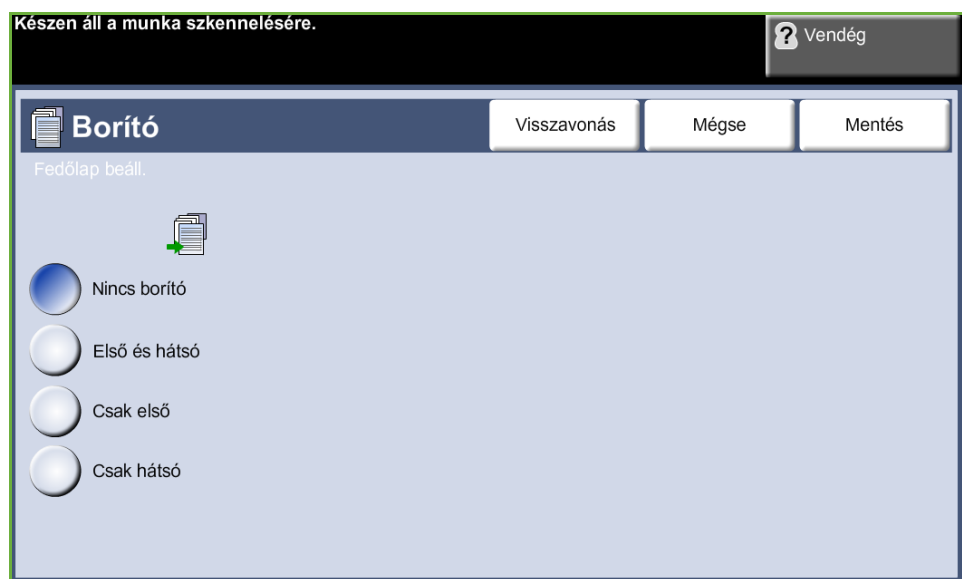 Készen áll a munka szkennelésére.
? Vendég
Borító
Visszavonás
Mégse
Mentés
Fedőlap beáll.
Nincs borító
Első és hátsó
Csak első
Csak hátsó